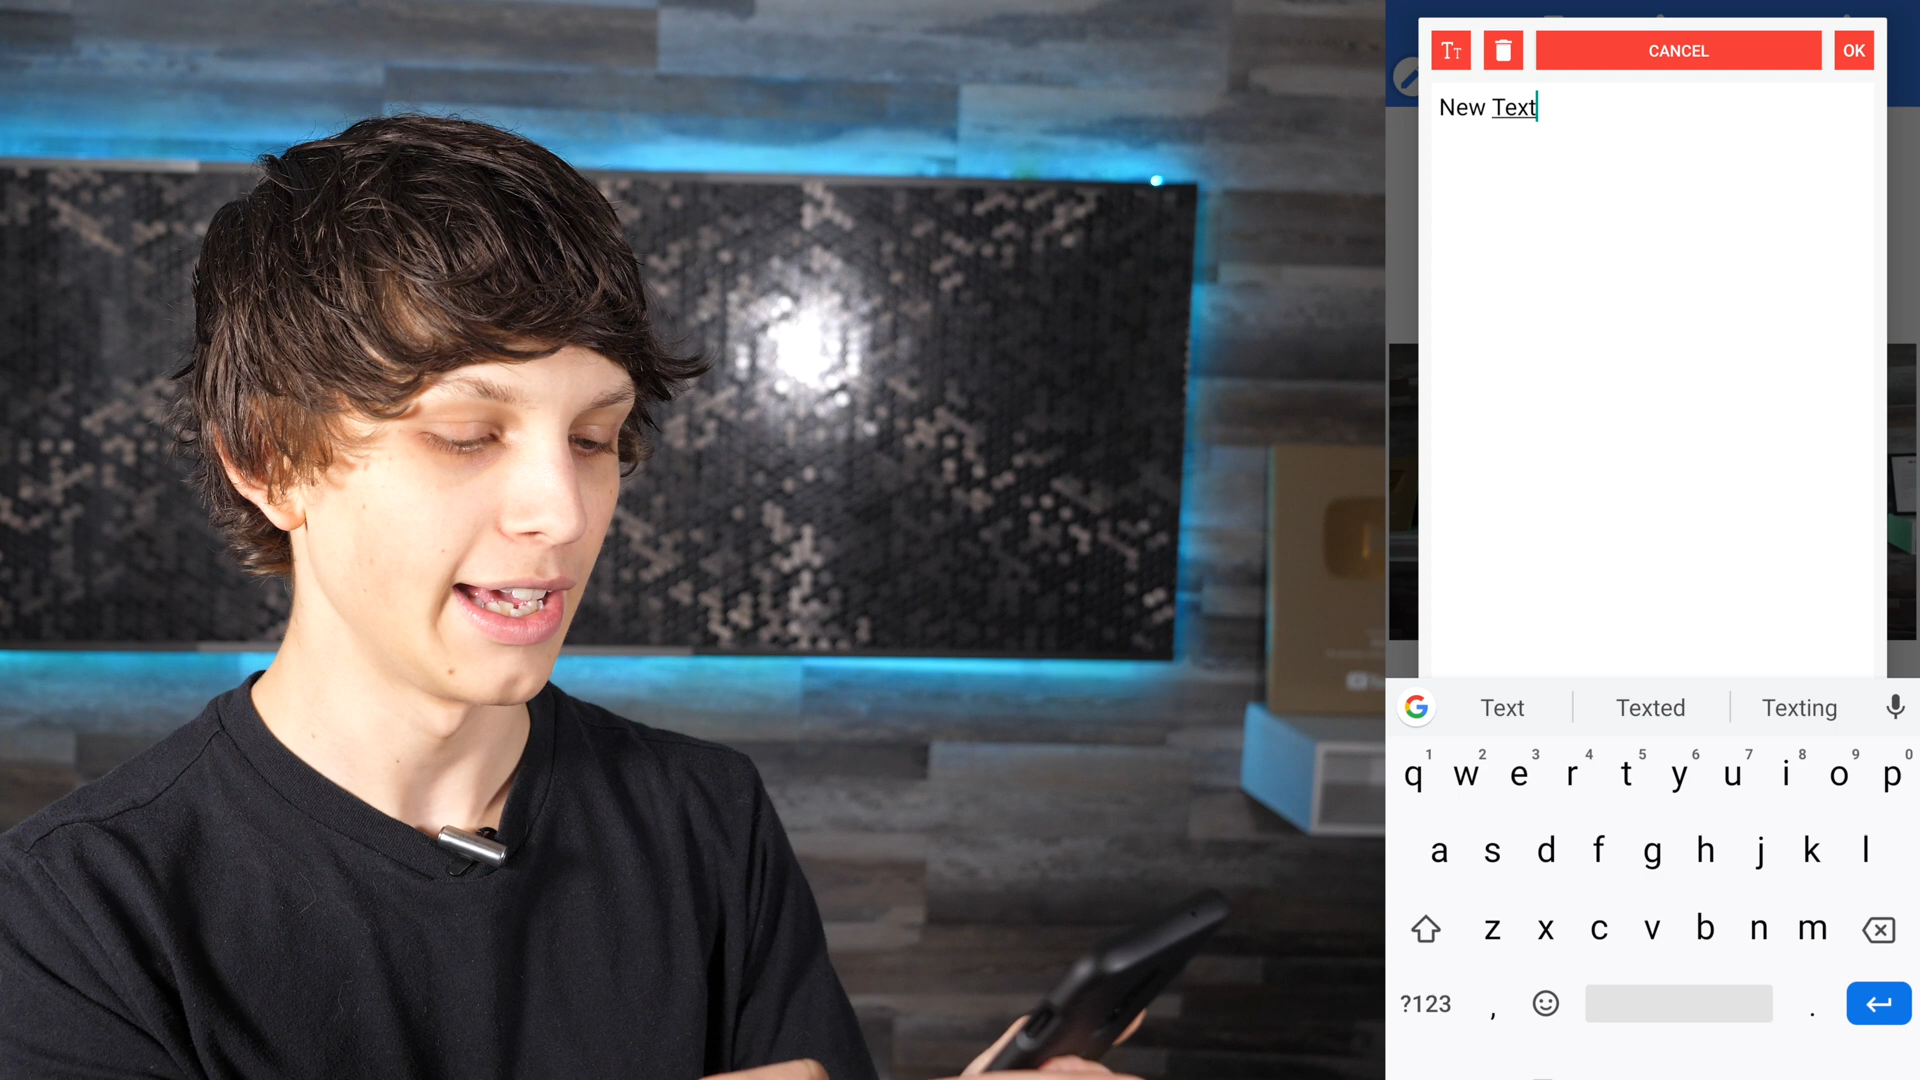 Tт CANCEL OK
New Text
G Text Texted Texting
1 2 3 4 5 6 7 8 9 0
q w e r t y u i o p
a s d f g h j k l
z x c v b n m
?123 , .